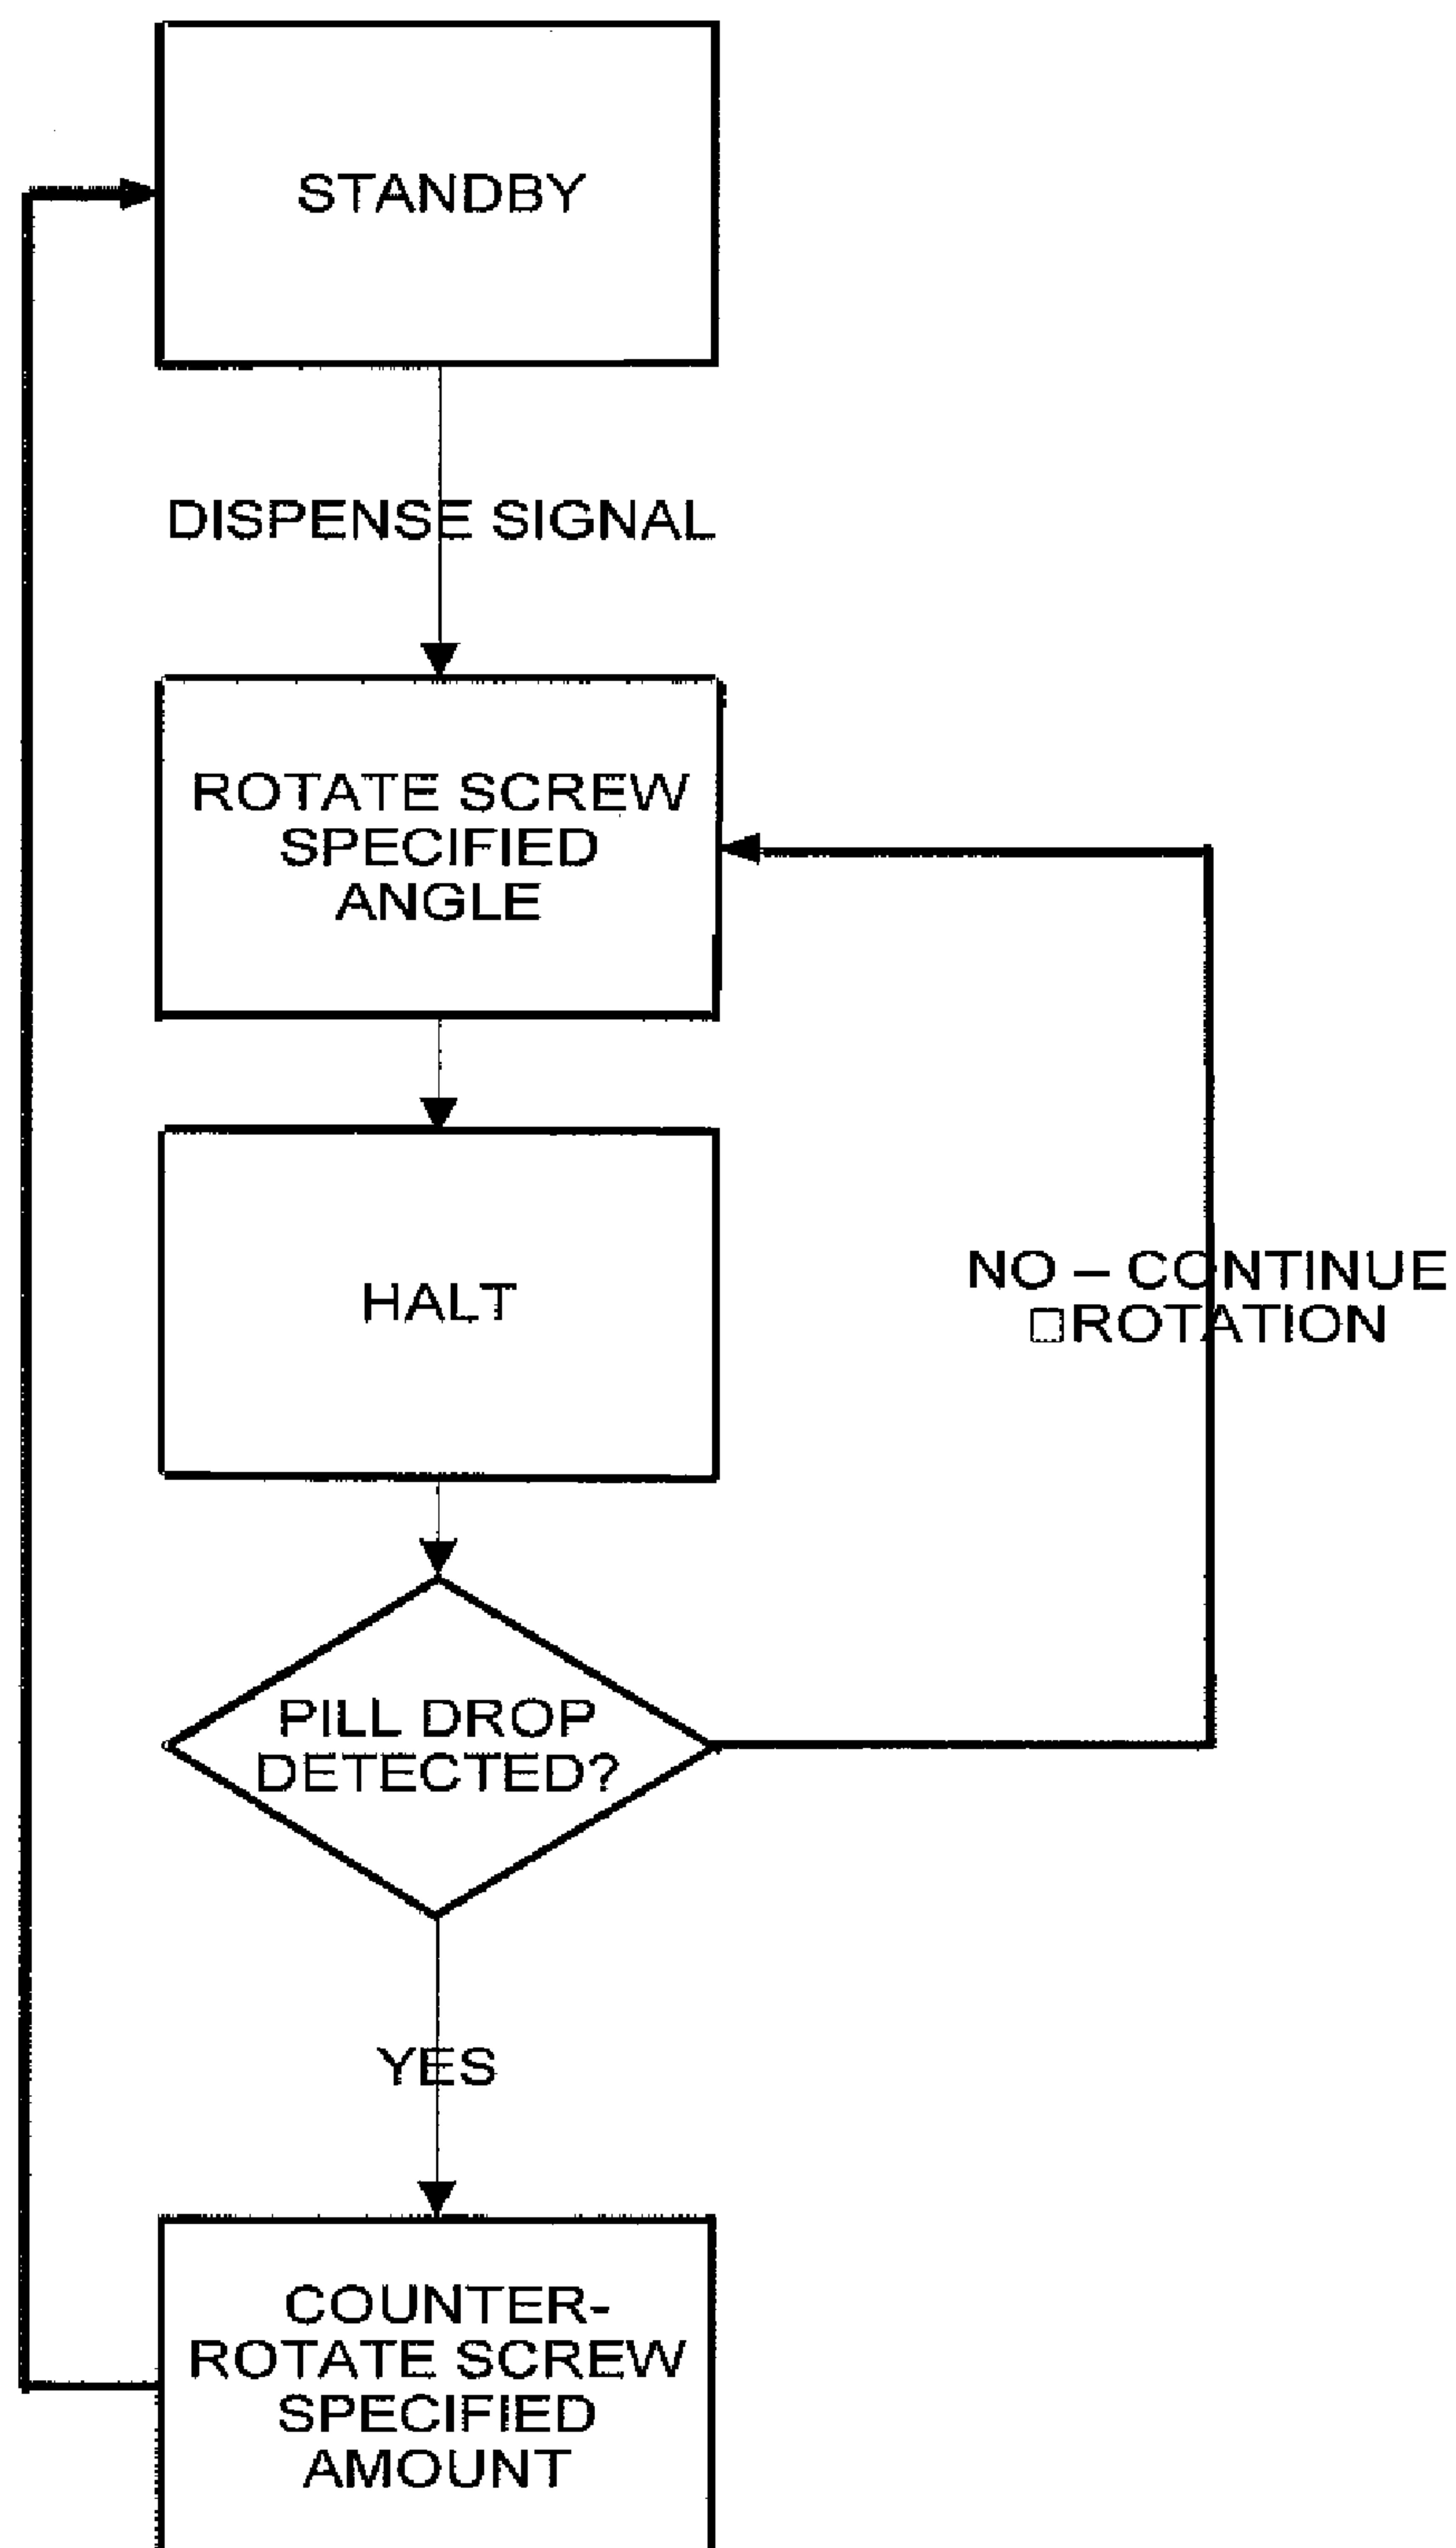 STANDBY
DISPENSE SIGNAL
ROTATE SCREW
SPECIFIED
ANGLE
HALT
NO – CONTINUE
□ROTATION
PILL DROP
DETECTED?
YES
COUNTER-
ROTATE SCREW
SPECIFIED
AMOUNT